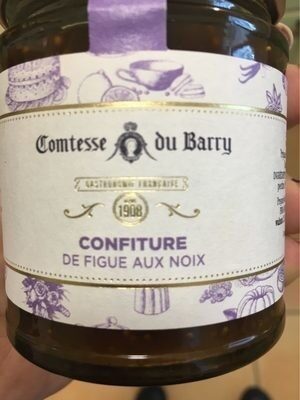 Comtesse du Barry
GASTRONOMIE FRANÇAISE
1908
CONFITURE
DE FIGUE AUX NOIX